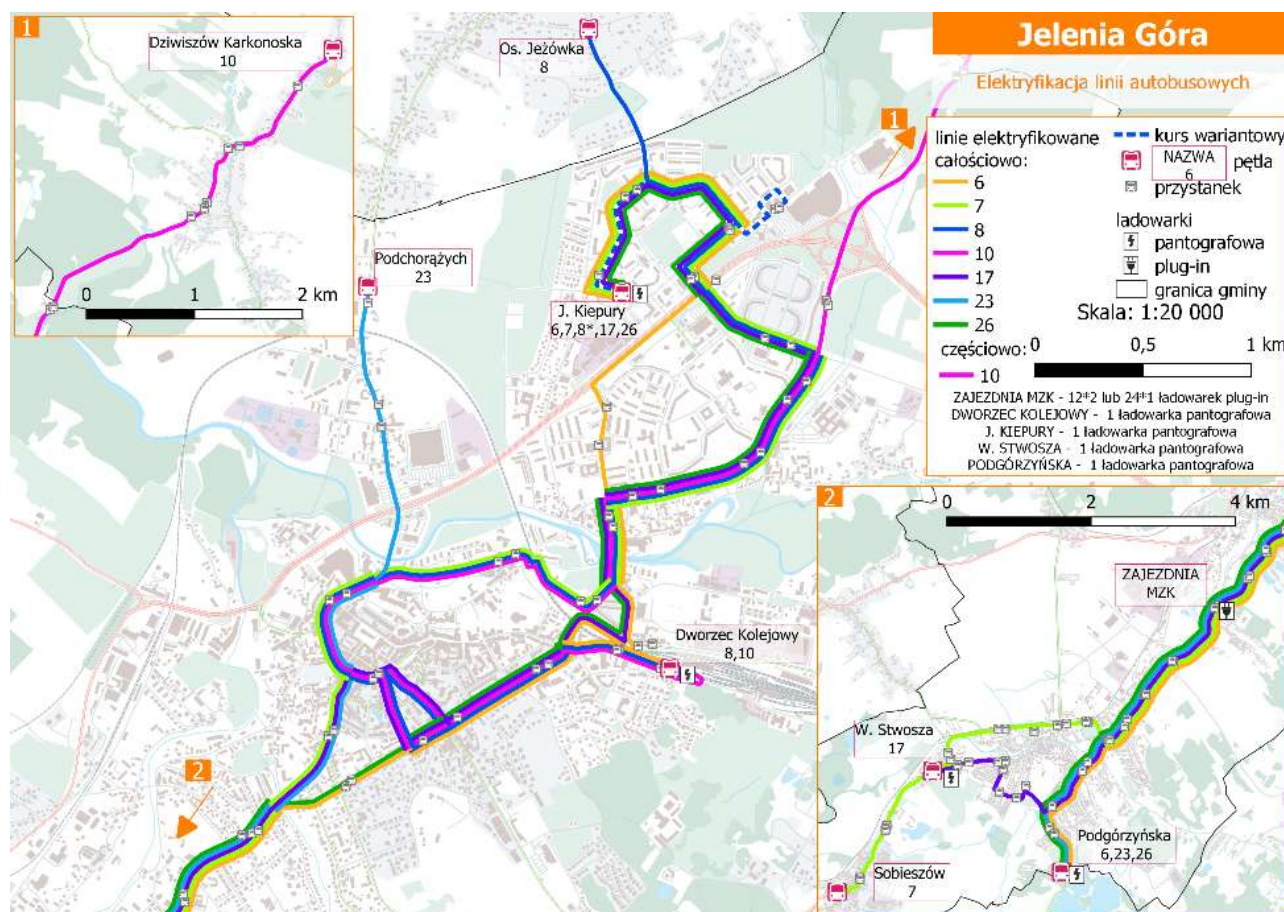 1
Dziwiszów Karkonoska
10
0 1 2 km
Os. Jeżówka
8
Jelenia Góra
Elektryfikacja linii autobusowych
1
linie elektryfikowane
całościowo:
6
7
8
10
17
23
26
częściowo:
10
kurs wariantowy
NAZWA
6
pętla
przystanek
ładowarki
pantografowa
plug-in
granica gminy
Skala: 1:20 000
0 0,5 1 km
ZAJEZDNIA MZK - 12*2 lub 24*1 ładowarek plug-in
DWORZEC KOLEJOWY - 1 ładowarka pantografowa
J. KIEPURY - 1 ładowarka pantografowa
W. STWOSZA - 1 ładowarka pantografowa
PODGÓRZYŃSKA - 1 ładowarka pantografowa
Podchorążych
23
J. Kiepury
6,7,8*,17,26
Dworzec Kolejowy
8,10
2
2
0 2 4 km
ZAJEZDNIA
MZK
W. Stwosza
17
Podgórzyńska
6,23,26
Sobieszów
7